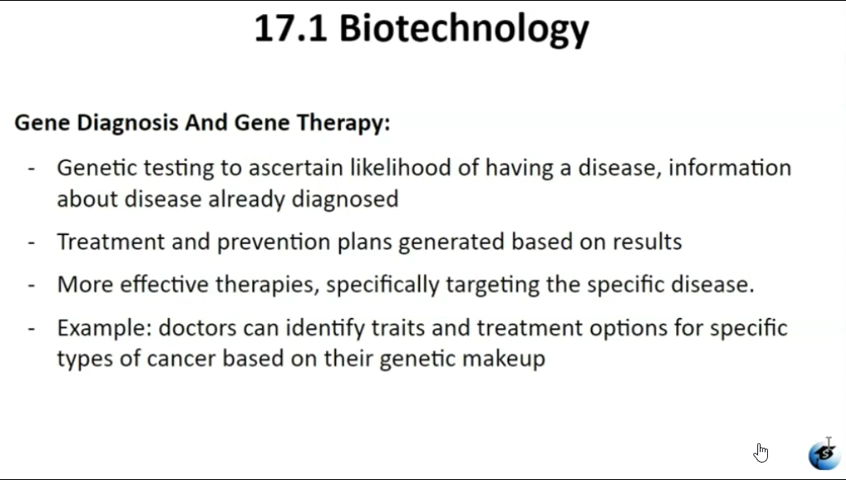 17.1 Biotechnology
Gene Diagnosis And Gene Therapy:
- Genetic testing to ascertain likelihood of having a disease, information
about disease already diagnosed
- Treatment and prevention plans generated based on results
- More effective therapies, specifically targeting the specific disease.
- Example: doctors can identify traits and treatment options for specific
types of cancer based on their genetic makeup